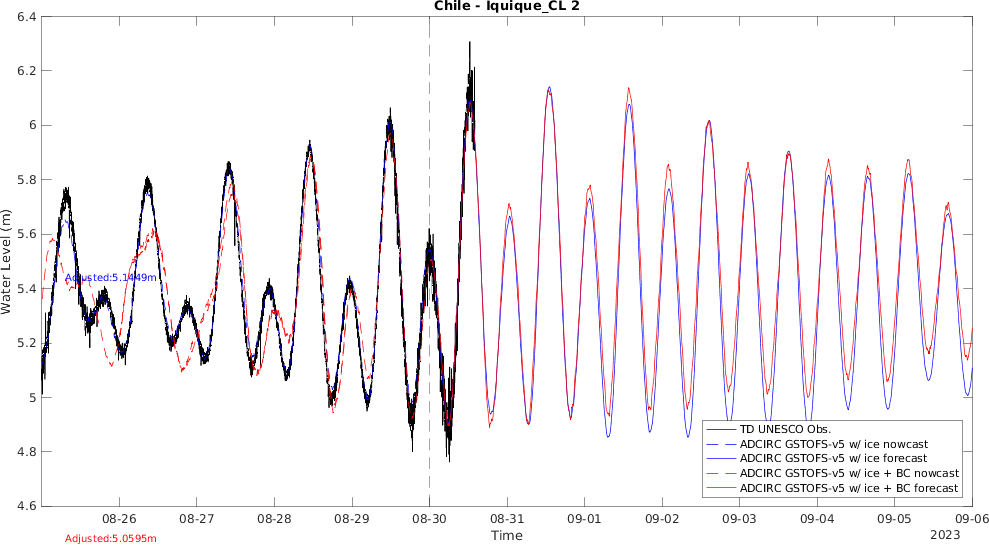 Chile - Iquique_CL 2
6.4
6.2
6
5.8
5.6
5.4
5.2
5
4.8
4.6
Water Level (m)
Adjusted:5.1449m
TD UNESCO Obs.
ADCIRC GSTOFS-v5 w/ ice nowcast
ADCIRC GSTOFS-v5 w/ ice forecast
ADCIRC GSTOFS-v5 w/ ice + BC nowcast
ADCIRC GSTOFS-v5 w/ ice + BC forecast
08-26 08-27 08-28 08-29 08-30 08-31 09-01 09-02 09-03 09-04 09-05 09-06
Time
2023
Adjusted:5.0595m